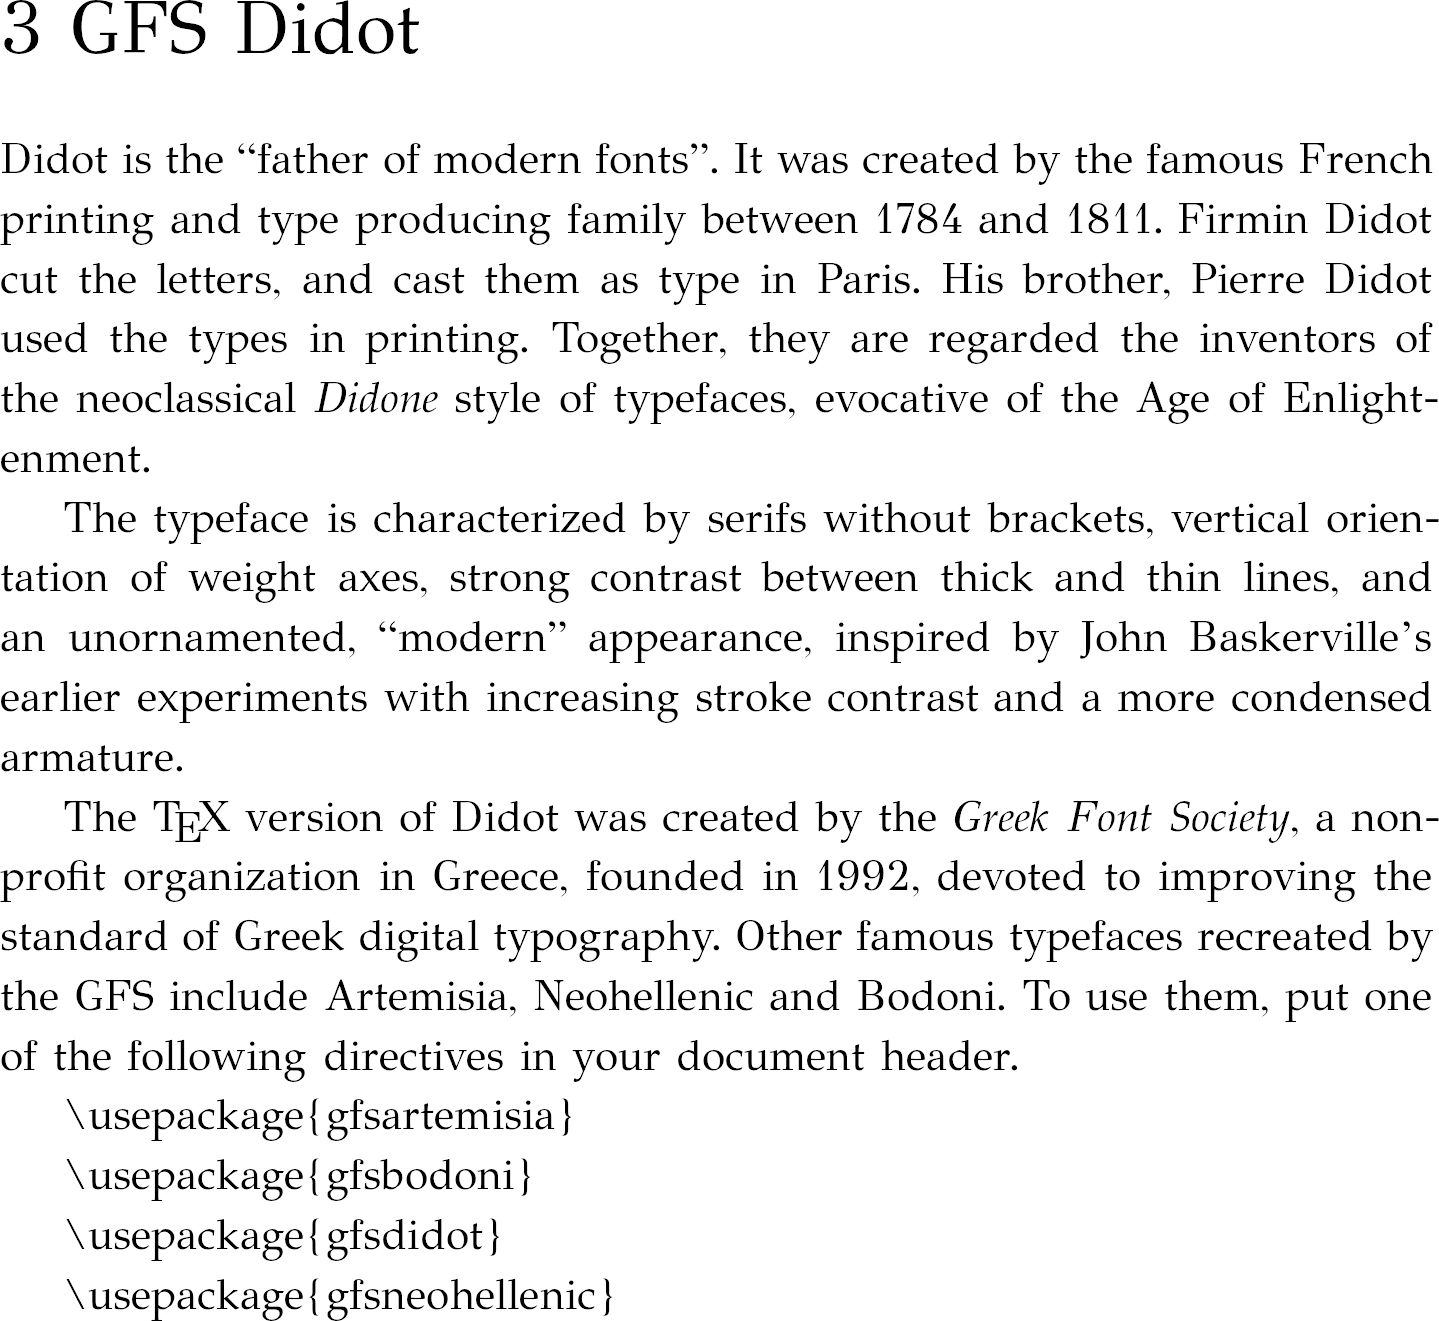 3 GFS Didot
Didot is the “father of modern fonts”. It was created by the famous French
printing and type producing family between 1784 and 1811. Firmin Didot
cut the letters, and cast them as type in Paris. His brother, Pierre Didot
used the types in printing. Together, they are regarded the inventors of
the neoclassical Didone style of typefaces, evocative of the Age of Enlight-
enment.
The typeface is characterized by serifs without brackets, vertical orien-
tation of weight axes, strong contrast between thick and thin lines, and
an unornamented, “modern” appearance, inspired by John Baskerville’s
earlier experiments with increasing stroke contrast and a more condensed
armature.
The TEX version of Didot was created by the Greek Font Society, a non-
profit organization in Greece, founded in 1992, devoted to improving the
standard of Greek digital typography. Other famous typefaces recreated by
the GFS include Artemisia, Neohellenic and Bodoni. To use them, put one
of the following directives in your document header.
\usepackage{gfsartemisia}
\usepackage{gfsbodoni}
\usepackage{gfsdidot}
\usepackage{gfsneohellenic}